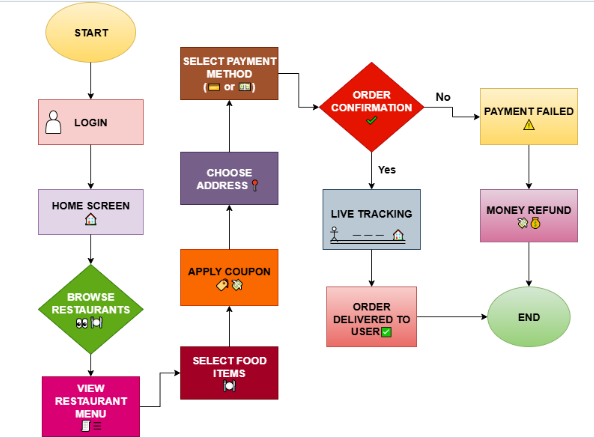 START
LOGIN
HOME SCREEN
BROWSE
RESTAURANTS
VIEW
RESTAURANT
MENU
SELECT FOOD
ITEMS
APPLY COUPON
CHOOSE
ADDRESS
SELECT PAYMENT
METHOD
( or )
ORDER
CONFIRMATION
No
Yes
PAYMENT FAILED
MONEY REFUND
LIVE TRACKING
ORDER
DELIVERED TO
USER
END